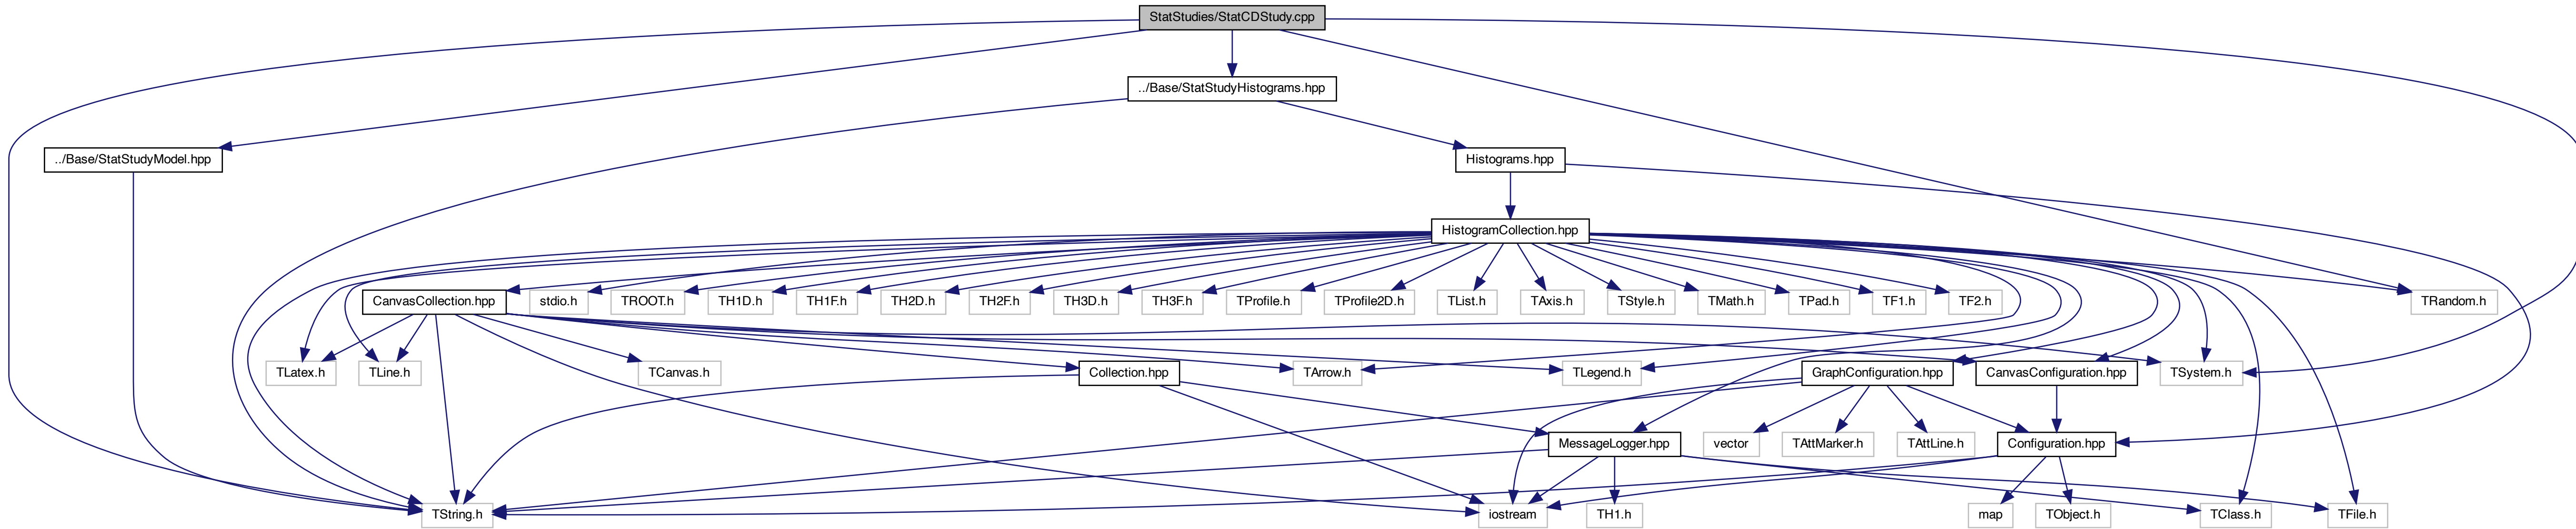 StatStudies/StatCDStudy.cpp
../Base/StatStudyHistograms.hpp
../Base/StatStudyModel.hpp
Histograms.hpp
HistogramCollection.hpp
CanvasCollection.hpp
stdio.h
TROOT.h
TH1D.h
TH1F.h
TH2D.h
TH2F.h
TH3D.h
TH3F.h
TProfile.h
TProfile2D.h
TList.h
TAxis.h
TStyle.h
TMath.h
TPad.h
TF1.h
TF2.h
TRandom.h
TLatex.h
TLine.h
TCanvas.h
Collection.hpp
TArrow.h
TLegend.h
GraphConfiguration.hpp
CanvasConfiguration.hpp
TSystem.h
MessageLogger.hpp
vector
TAttMarker.h
TAttLine.h
Configuration.hpp
TString.h
iostream
TH1.h
map
TObject.h
TClass.h
TFile.h